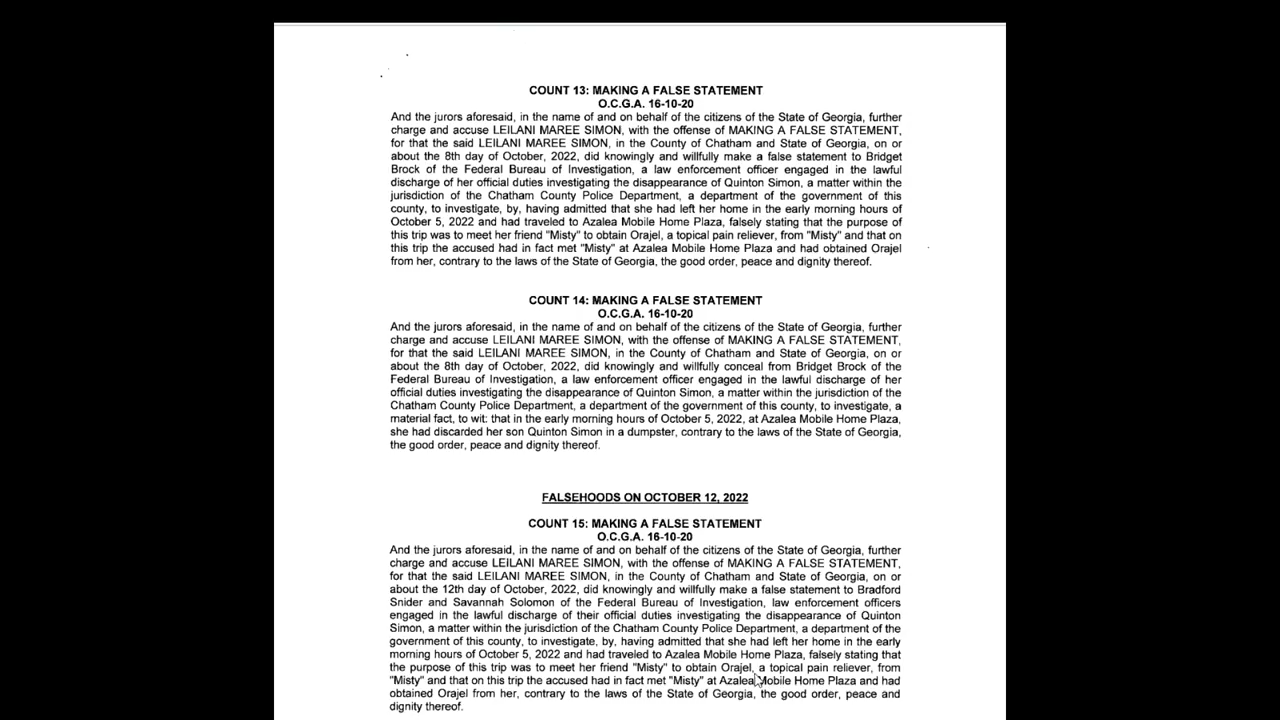 COUNT 13: MAKING A FALSE STATEMENT
O.C.G.A. 16-10-20
And the jurors aforesaid, in the name of and on behalf of the citizens of the State of Georgia, further
charge and accuse LEILANI MAREE SIMON, with the offense of MAKING A FALSE STATEMENT,
for that the said LEILANI MAREE SIMON, in the County of Chatham and State of Georgia, on or
about the 8th day of October, 2022, did knowingly and willfully make a false statement to Bridget
Brock of the Federal Bureau of Investigation, a law enforcement officer engaged in the lawful
discharge of her official duties investigating the disappearance of Quinton Simon, a matter within the
jurisdiction of the Chatham County Police Department, a department of the government of this
county, to investigate, by, having admitted that she had left her home in the early morning hours of
October 5, 2022 and had traveled to Azalea Mobile Home Plaza, falsely stating that the purpose of
this trip was to meet her friend "Misty" to obtain Orajel, a topical pain reliever, from "Misty" and that on
this trip the accused had in fact met "Misty" at Azalea Mobile Home Plaza and had obtained Orajel
from her, contrary to the laws of the State of Georgia, the good order, peace and dignity thereof.
COUNT 14: MAKING A FALSE STATEMENT
O.C.G.A. 16-10-20
And the jurors aforesaid, in the name of and on behalf of the citizens of the State of Georgia, further
charge and accuse LEILANI MAREE SIMON, with the offense of MAKING A FALSE STATEMENT,
for that the said LEILANI MAREE SIMON, in the County of Chatham and State of Georgia, on or
about the 8th day of October, 2022, did knowingly and willfully conceal from Bridget Brock of the
Federal Bureau of Investigation, a law enforcement officer engaged in the lawful discharge of her
official duties investigating the disappearance of Quinton Simon, a matter within the jurisdiction of the
Chatham County Police Department, a department of the government of this county, to investigate, a
material fact, to wit: that in the early morning hours of October 5, 2022, at Azalea Mobile Home Plaza,
she had discarded her son Quinton Simon in a dumpster, contrary to the laws of the State of Georgia,
the good order, peace and dignity thereof.
FALSEHOODS ON OCTOBER 12, 2022
COUNT 15: MAKING A FALSE STATEMENT
O.C.G.A. 16-10-20
And the jurors aforesaid, in the name of and on behalf of the citizens of the State of Georgia, further
charge and accuse LEILANI MAREE SIMON, with the offense of MAKING A FALSE STATEMENT,
for that the said LEILANI MAREE SIMON, in the County of Chatham and State of Georgia, on or
about the 12th day of October, 2022, did knowingly and willfully make a false statement to Bradford
Snider and Savannah Solomon of the Federal Bureau of Investigation, law enforcement officers
engaged in the lawful discharge of their official duties investigating the disappearance of Quinton
Simon, a matter within the jurisdiction of the Chatham County Police Department, a department of the
government of this county, to investigate, by, having admitted that she had left her home in the early
morning hours of October 5, 2022 and had traveled to Azalea Mobile Home Plaza, falsely stating that
the purpose of this trip was to meet her friend "Misty" to obtain Orajel, a topical pain reliever, from
"Misty" and that on this trip the accused had in fact met "Misty" at Azalea Mobile Home Plaza and had
obtained Orajel from her, contrary to the laws of the State of Georgia, the good order, peace and
dignity thereof.